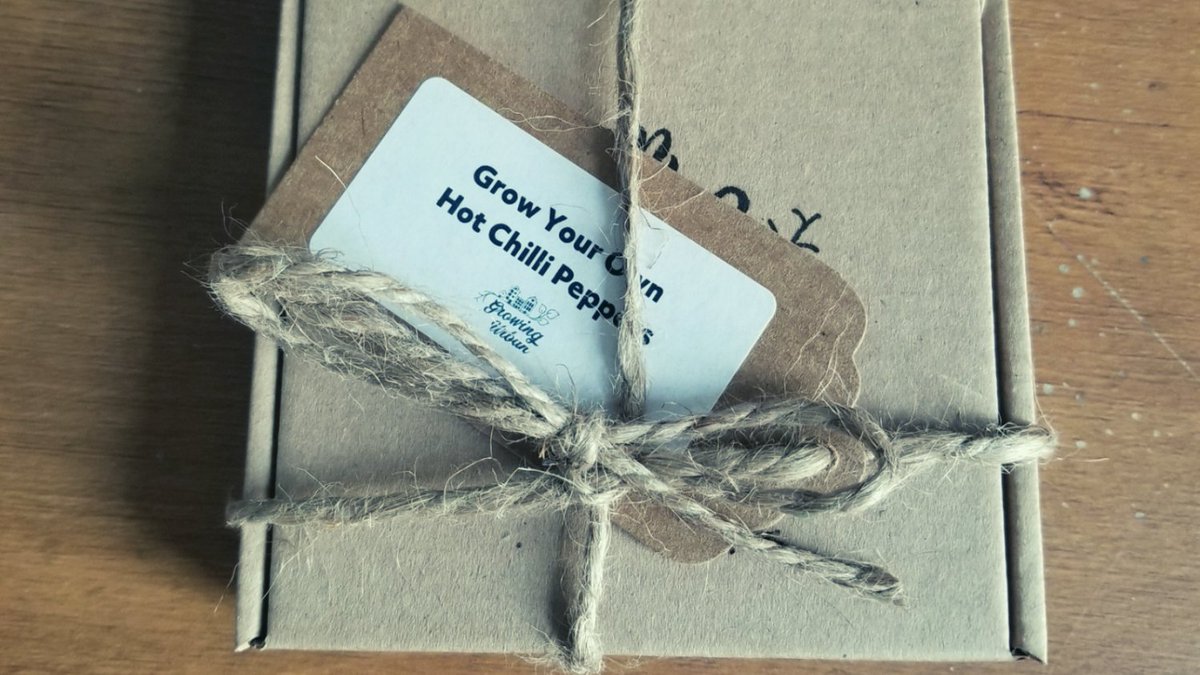 Grow Your Own
Hot Chilli Peppers
Growing
Urban